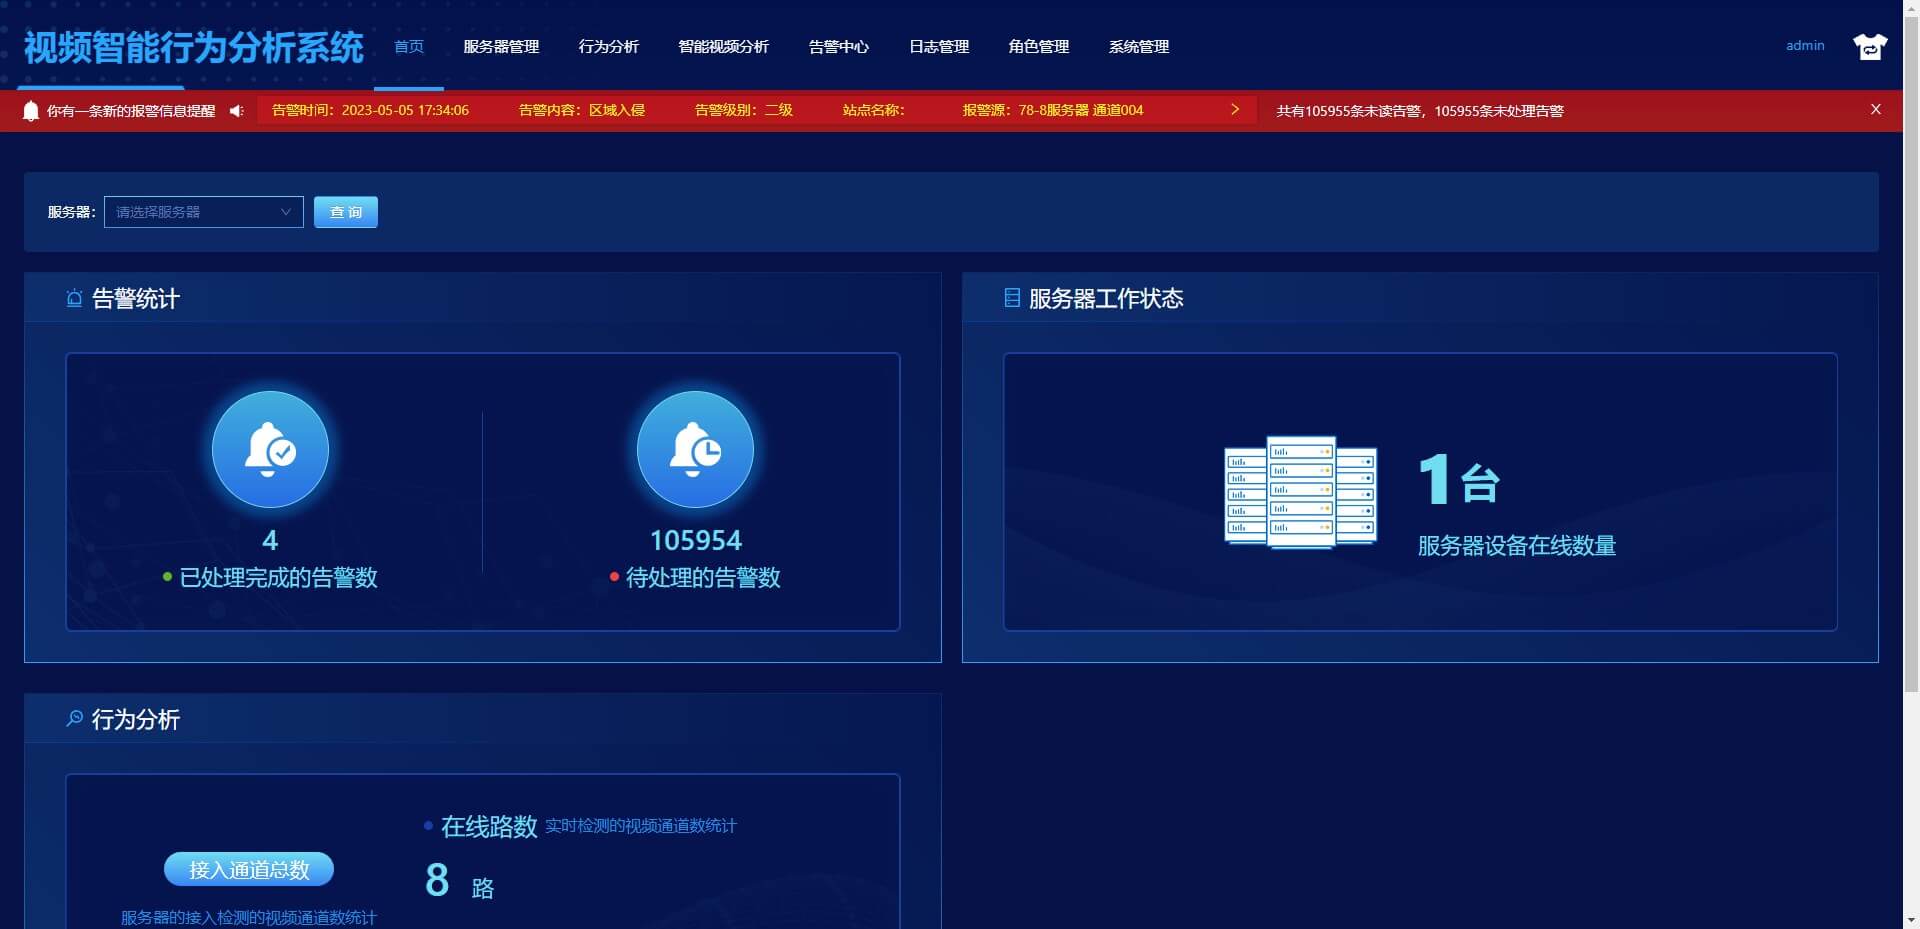 视频智能行为分析系统 首页 服务器管理 行为分析 智能视频分析 告警中心 日志管理 角色管理 系统管理 admin
你有一条新的报警信息提醒 告警时间：2023-05-05 17:34:06 告警内容：区域入侵 告警级别：二级 站点名称： 报警源：78-8服务器 通道004 > 共有105955条未读告警，105955条未处理告警 X
服务器： 请选择服务器 查 询
告警统计
4
已处理完成的告警数
105954
待处理的告警数
服务器工作状态
1台
服务器设备在线数量
行为分析
接入通道总数
服务器的接入检测的视频通道数统计
在线路数 实时检测的视频通道数统计
8 路